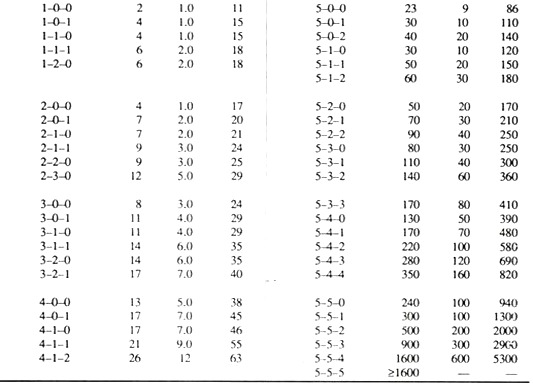 1–0–0 2 1.0 11 5–0–0 23 9 86
1–0–1 4 1.0 15 5–0–1 30 10 110
1–1–0 4 1.0 15 5–0–2 40 20 140
1–1–1 6 2.0 18 5–1–0 30 10 120
1–2–0 6 2.0 18 5–1–1 50 20 150
5–1–2 60 30 180
2–0–0 4 1.0 17 5–2–0 50 20 170
2–0–1 7 2.0 20 5–2–1 70 30 210
2–1–0 7 2.0 21 5–2–2 90 40 250
2–1–1 9 3.0 24 5–3–0 80 30 250
2–2–0 9 3.0 25 5–3–1 110 40 300
2–3–0 12 5.0 29 5–3–2 140 60 360
3–0–0 8 3.0 24 5–3–3 170 80 410
3–0–1 11 4.0 29 5–4–0 130 50 390
3–1–0 11 4.0 29 5–4–1 170 70 480
3–1–1 14 6.0 35 5–4–2 220 100 580
3–2–0 14 6.0 35 5–4–3 280 120 690
3–2–1 17 7.0 40 5–4–4 350 160 820
4–0–0 13 5.0 38 5–5–0 240 100 940
4–0–1 17 7.0 45 5–5–1 300 100 1300
4–1–0 17 7.0 46 5–5–2 500 200 2000
4–1–1 21 9.0 55 5–5–3 900 300 2960
4–1–2 26 12 63 5–5–4 1600 600 5300
5–5–5 ≥1600 — —